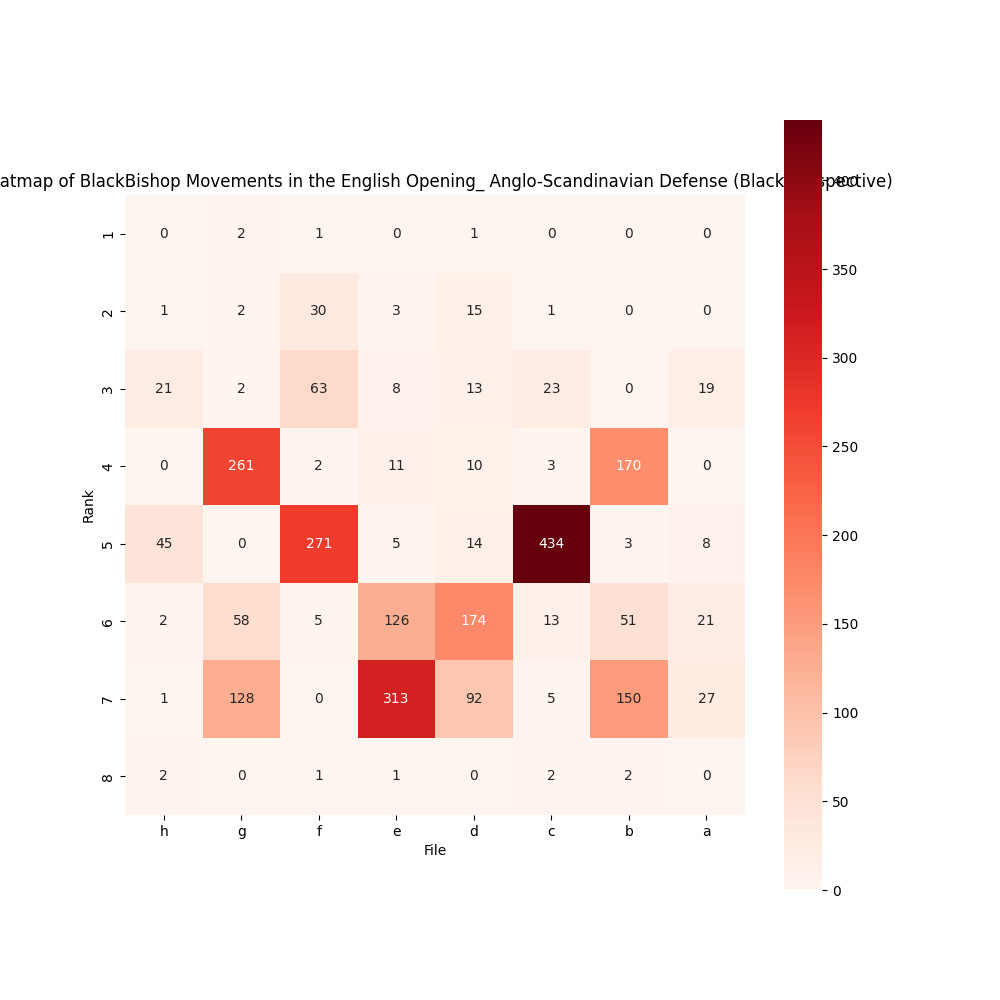 atmap of BlackBishop Movements in the English Opening_ Anglo-Scandinavian Defense (Black spective)
400
1 0 2 1 0 1 0 0 0
350
2 1 2 30 3 15 1 0 0
300
3 21 2 63 8 13 23 0 19
250
4 0 261 2 11 10 3 170 0
Rank
200
5 45 0 271 5 14 434 3 8
150
6 2 58 5 126 174 13 51 21
100
7 1 128 0 313 92 5 150 27
50
8 2 0 1 1 0 2 2 0
0
h g f e d c b a
File